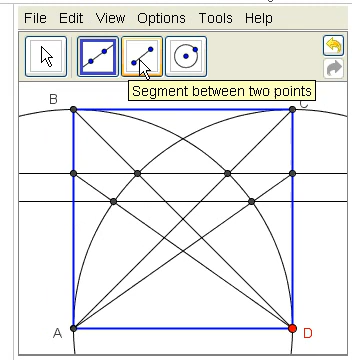 File Edit View Options Tools Help
Segment between two points
B
C
A
D